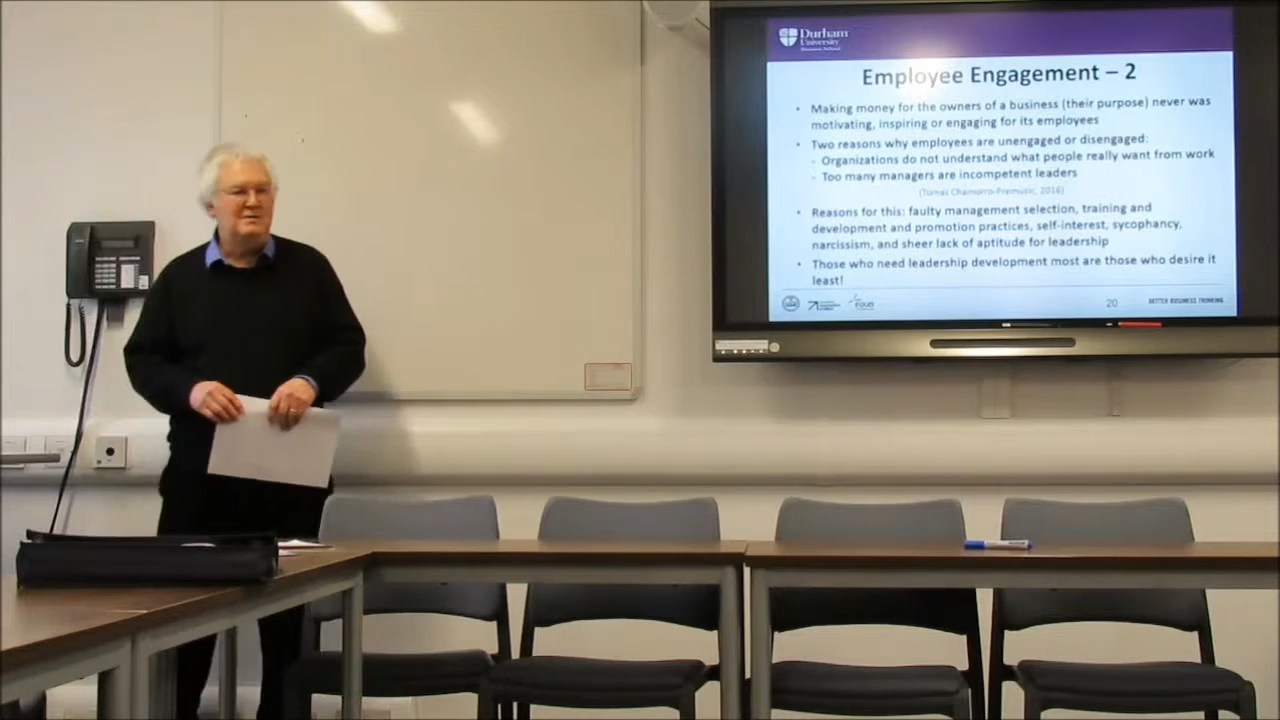 Durham
University
Business School
Employee Engagement – 2
• Making money for the owners of a business (their purpose) never was
motivating, inspiring or engaging for its employees
• Two reasons why employees are unengaged or disengaged:
- Organizations do not understand what people really want from work
- Too many managers are incompetent leaders
(Tomas Chamorro-Premusic, 2016)
• Reasons for this: faulty management selection, training and
development and promotion practices, self-interest, sycophancy,
narcissism, and sheer lack of aptitude for leadership
• Those who need leadership development most are those who desire it
least!
EQUIS
20
BETTER BUSINESS THINKING